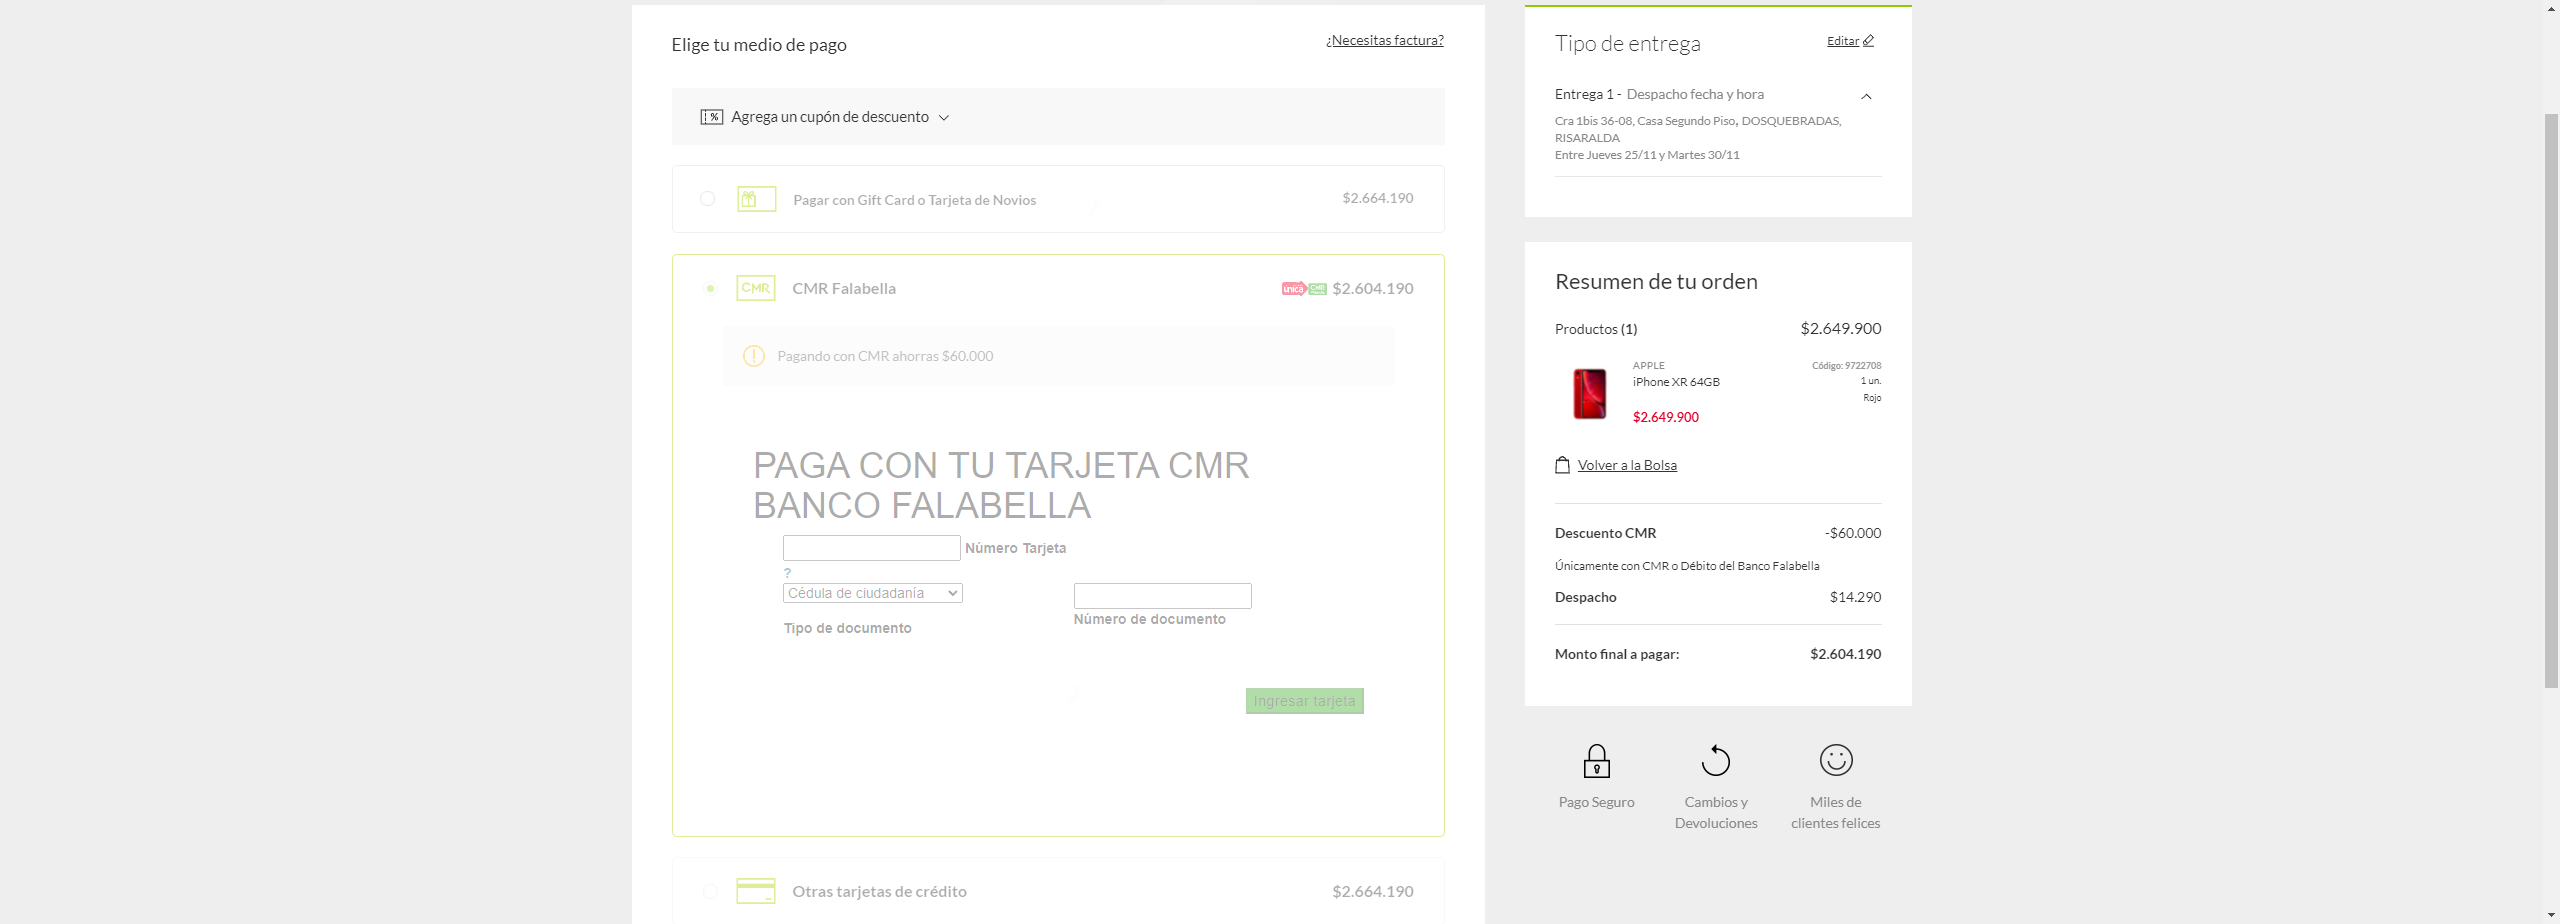 Elige tu medio de pago
¿Necesitas factura?
Agrega un cupón de descuento
Pagar con Gift Card o Tarjeta de Novios
$2.664.190
CMR
CMR Falabella
unica
CMR
$2.604.190
Pagando con CMR ahorras $60.000
PAGA CON TU TARJETA CMR
BANCO FALABELLA
Número Tarjeta
?
Cédula de ciudadanía
Tipo de documento
Número de documento
Ingresar tarjeta
Otras tarjetas de crédito
$2.664.190
Tipo de entrega
Editar
Entrega 1 - Despacho fecha y hora
Cra 1bis 36-08, Casa Segundo Piso, DOSQUEBRADAS,
RISARALDA
Entre Jueves 25/11 y Martes 30/11
Resumen de tu orden
Productos (1)
$2.649.900
APPLE
Código: 9722708
iPhone XR 64GB
1 un.
Rojo
$2.649.900
Volver a la Bolsa
Descuento CMR
-$60.000
Únicamente con CMR o Débito del Banco Falabella
Despacho
$14.290
Monto final a pagar:
$2.604.190
Pago Seguro
Cambios y
Devoluciones
Miles de
clientes felices